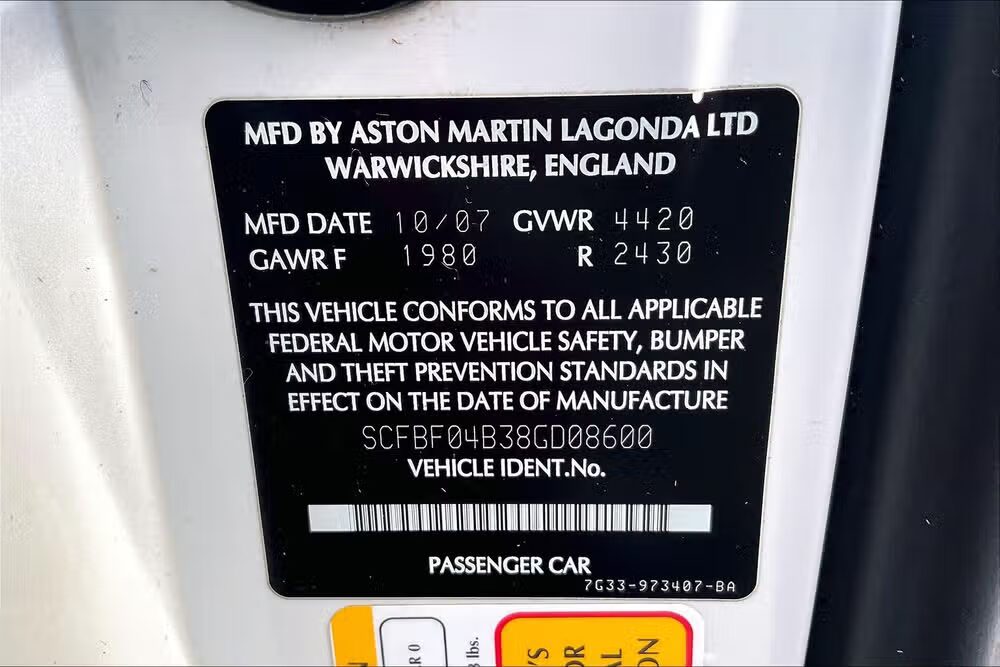 MFD BY ASTON MARTIN LAGONDA LTD
WARWICKSHIRE, ENGLAND
MFD DATE 10/07 GVWR 4420
GAWR F 1980 R 2430
THIS VEHICLE CONFORMS TO ALL APPLICABLE
FEDERAL MOTOR VEHICLE SAFETY, BUMPER
AND THEFT PREVENTION STANDARDS IN
EFFECT ON THE DATE OF MANUFACTURE
SCFBF04B38GD08600
VEHICLE IDENT.No.
PASSENGER CAR
7G33-973407-BA
lbs.